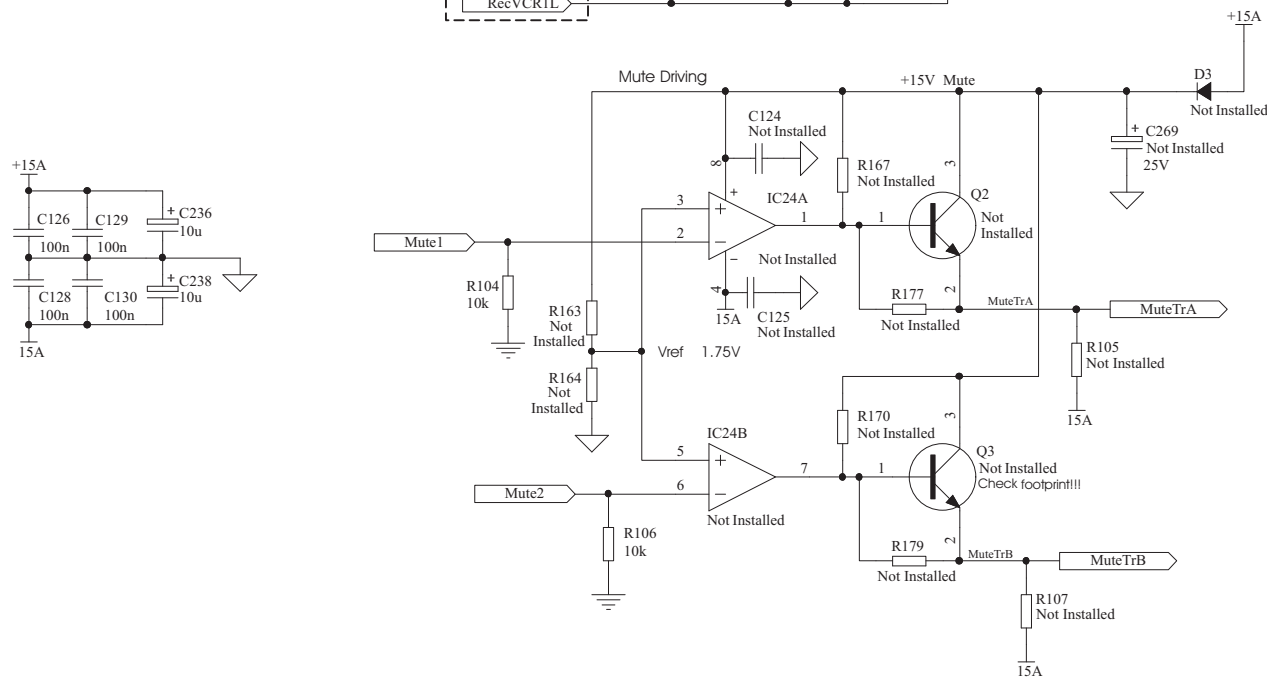 RecVCR1L
+15A
Mute Driving
+15V Mute
D3
Not Installed
C124
Not Installed
C269
Not Installed
25V
+
8
R167
Not Installed
3
+15A
C126
100n
C129
100n
+
C236
10u
3
+
+
IC24A
1
1
Q2
Not
Installed
Mute1
2
−
−
Not Installed
C128
100n
C130
100n
+
C238
10u
15A
R104
10k
4
15A
C125
Not Installed
R177
Not Installed
2
MuteTrA
MuteTrA
R163
Not
Installed
Vref 1.75V
R105
Not Installed
15A
R164
Not
Installed
R170
Not Installed
3
IC24B
5
+
7
1
Q3
Not Installed
Check footprint!!!
Mute2
6
−
Not Installed
R106
10k
R179
Not Installed
2
MuteTrB
MuteTrB
R107
Not Installed
15A